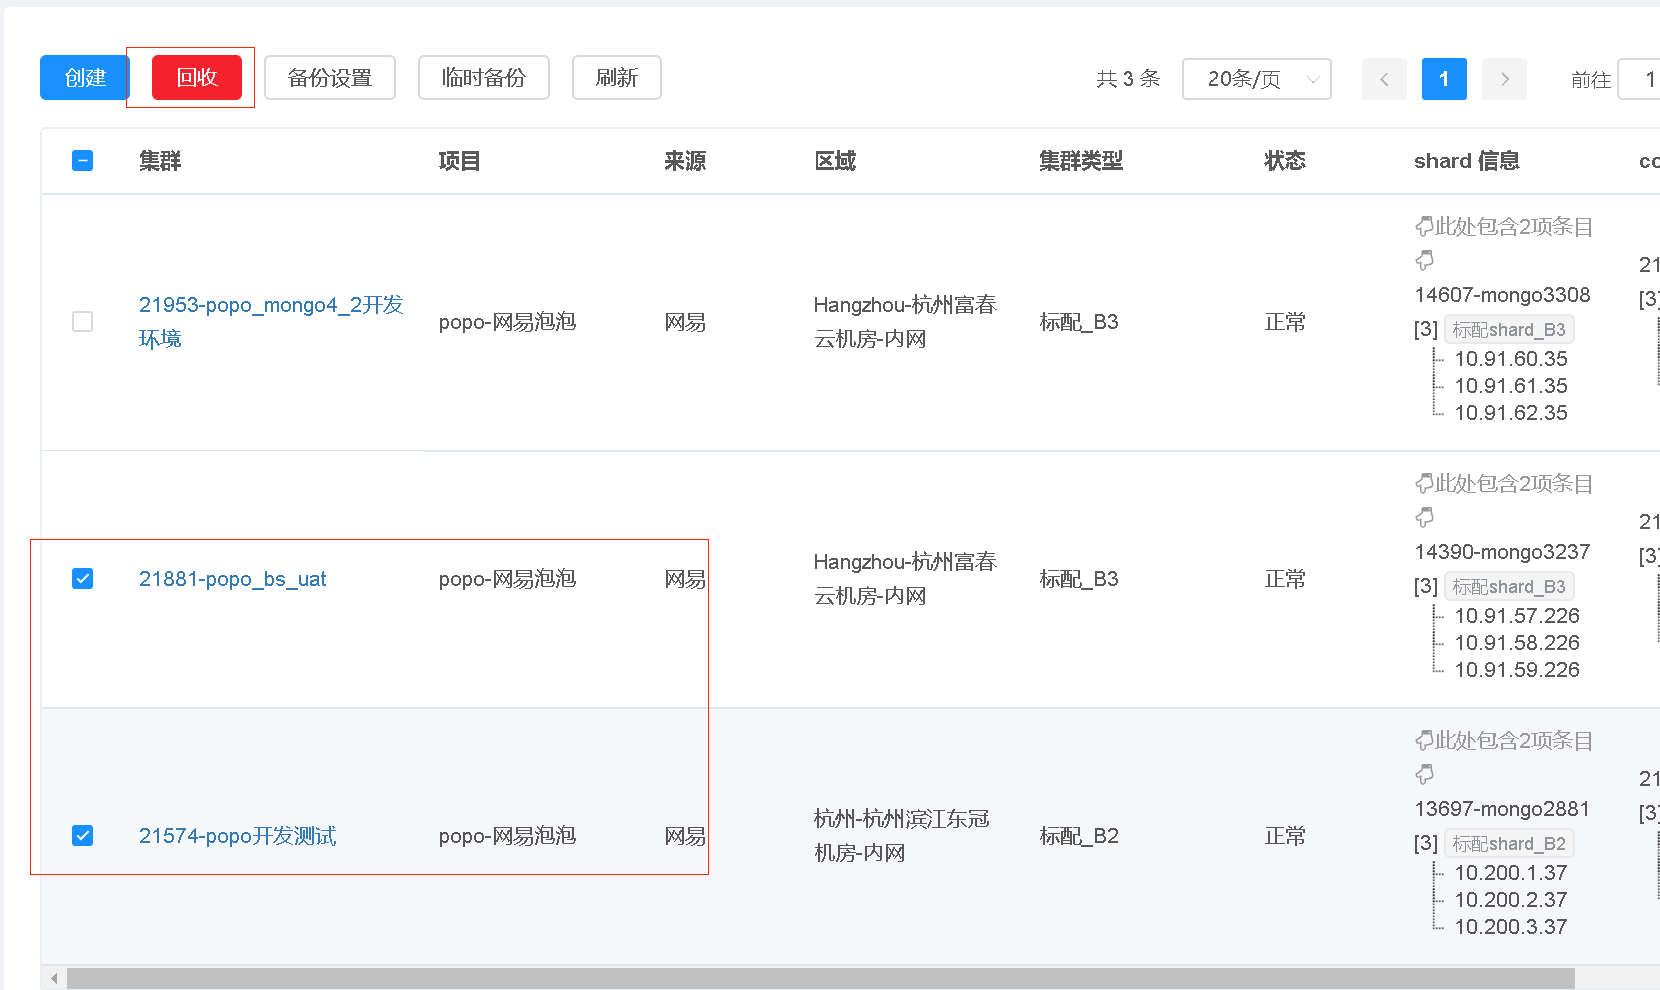 创建 回收 备份设置 临时备份 刷新 共 3 条 20条/页 1 前往 1
集群 项目 来源 区域 集群类型 状态 shard 信息 co
此处包含2项条目
21953-popo_mongo4_2开发
环境
popo-网易泡泡
网易
Hangzhou-杭州富春
云机房-内网
标配_B3
正常
14607-mongo3308
[3] 标配shard_B3
10.91.60.35
10.91.61.35
10.91.62.35
21
[3]
此处包含2项条目
21881-popo_bs_uat
popo-网易泡泡
网易
Hangzhou-杭州富春
云机房-内网
标配_B3
正常
14390-mongo3237
[3] 标配shard_B3
10.91.57.226
10.91.58.226
10.91.59.226
21
[3]
此处包含2项条目
21574-popo开发测试
popo-网易泡泡
网易
杭州-杭州滨江东冠
机房-内网
标配_B2
正常
13697-mongo2881
[3] 标配shard_B2
10.200.1.37
10.200.2.37
10.200.3.37
21
[3]